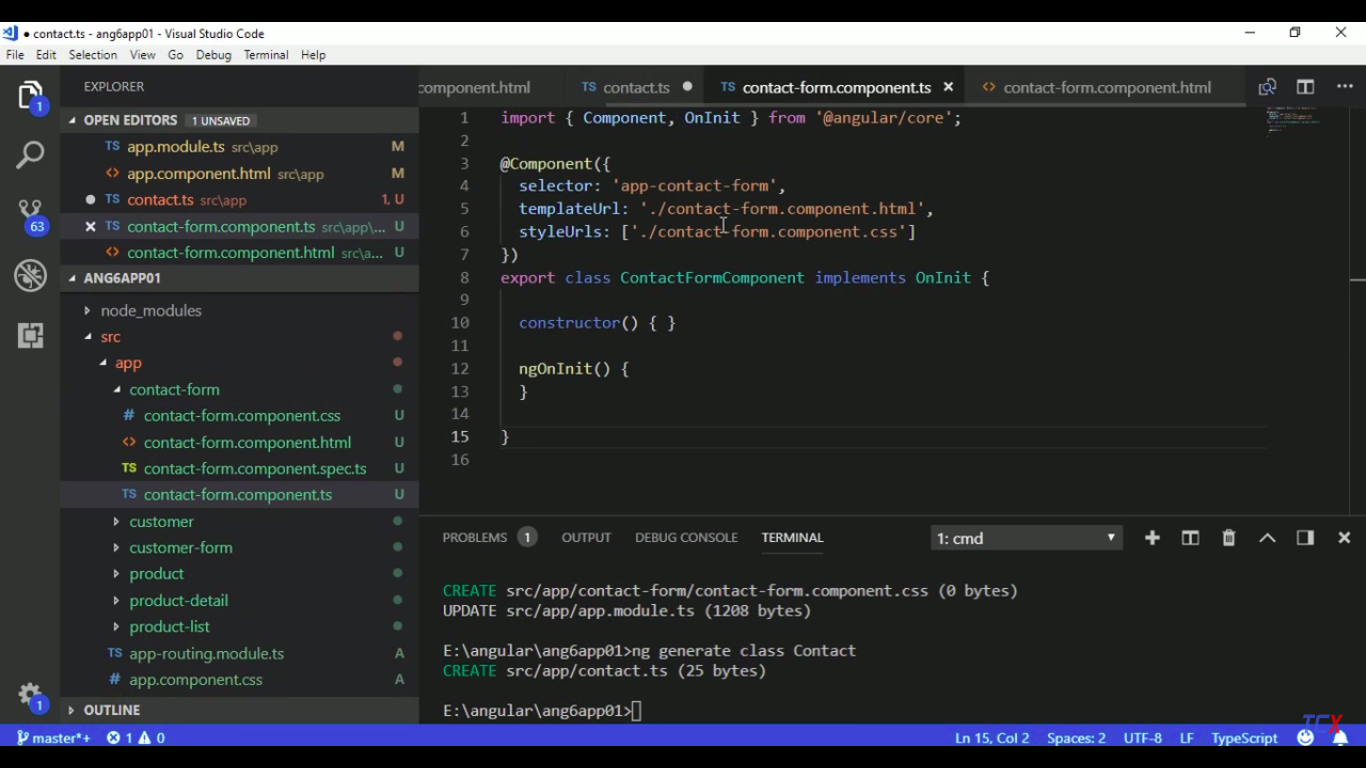 contact.ts - ang6app01 - Visual Studio Code
File Edit Selection View Go Debug Terminal Help
EXPLORER
component.html
TS contact.ts
TS contact-form.component.ts
<> contact-form.component.html
1
OPEN EDITORS 1 UNSAVED
TS app.module.ts src\app M
<> app.component.html src\app M
TS contact.ts src\app 1, U
TS contact-form.component.ts src\app\... U
<> contact-form.component.html src\a... U
63
ANG6APP01
node_modules
src
app
contact-form
# contact-form.component.css U
<> contact-form.component.html U
TS contact-form.component.spec.ts U
TS contact-form.component.ts U
customer
customer-form
product
product-detail
product-list
TS app-routing.module.ts A
# app.component.css A
1
OUTLINE
1 import { Component, OnInit } from '@angular/core';
2
3 @Component({
4 selector: 'app-contact-form',
5 templateUrl: './contact-form.component.html',
6 styleUrls: ['./contact-form.component.css']
7 })
8 export class ContactFormComponent implements OnInit {
9
10 constructor() { }
11
12 ngOnInit() {
13 }
14
15 }
16
PROBLEMS 1 OUTPUT DEBUG CONSOLE TERMINAL 1: cmd
CREATE src/app/contact-form/contact-form.component.css (0 bytes)
UPDATE src/app/app.module.ts (1208 bytes)
E:\angular\ang6app01>ng generate class Contact
CREATE src/app/contact.ts (25 bytes)
E:\angular\ang6app01>
TCX
master*+ 1 0 Ln 15, Col 2 Spaces: 2 UTF-8 LF TypeScript